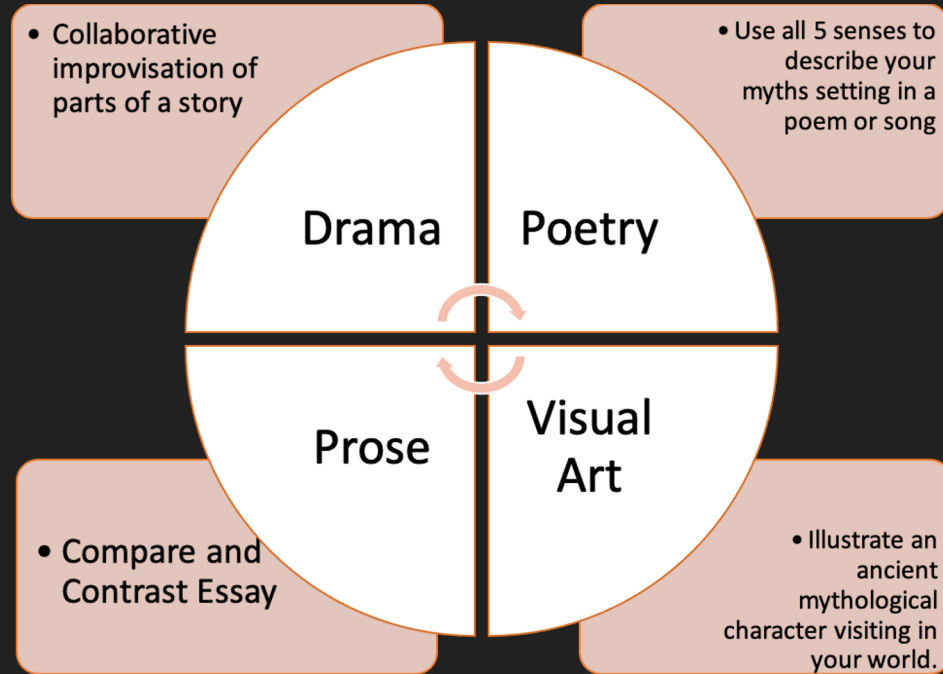 • Collaborative
improvisation of
parts of a story
• Use all 5 senses to
describe your
myths setting in a
poem or song
Drama
Poetry
Prose
Visual
Art
• Compare and
Contrast Essay
• Illustrate an
ancient
mythological
character visiting in
your world.